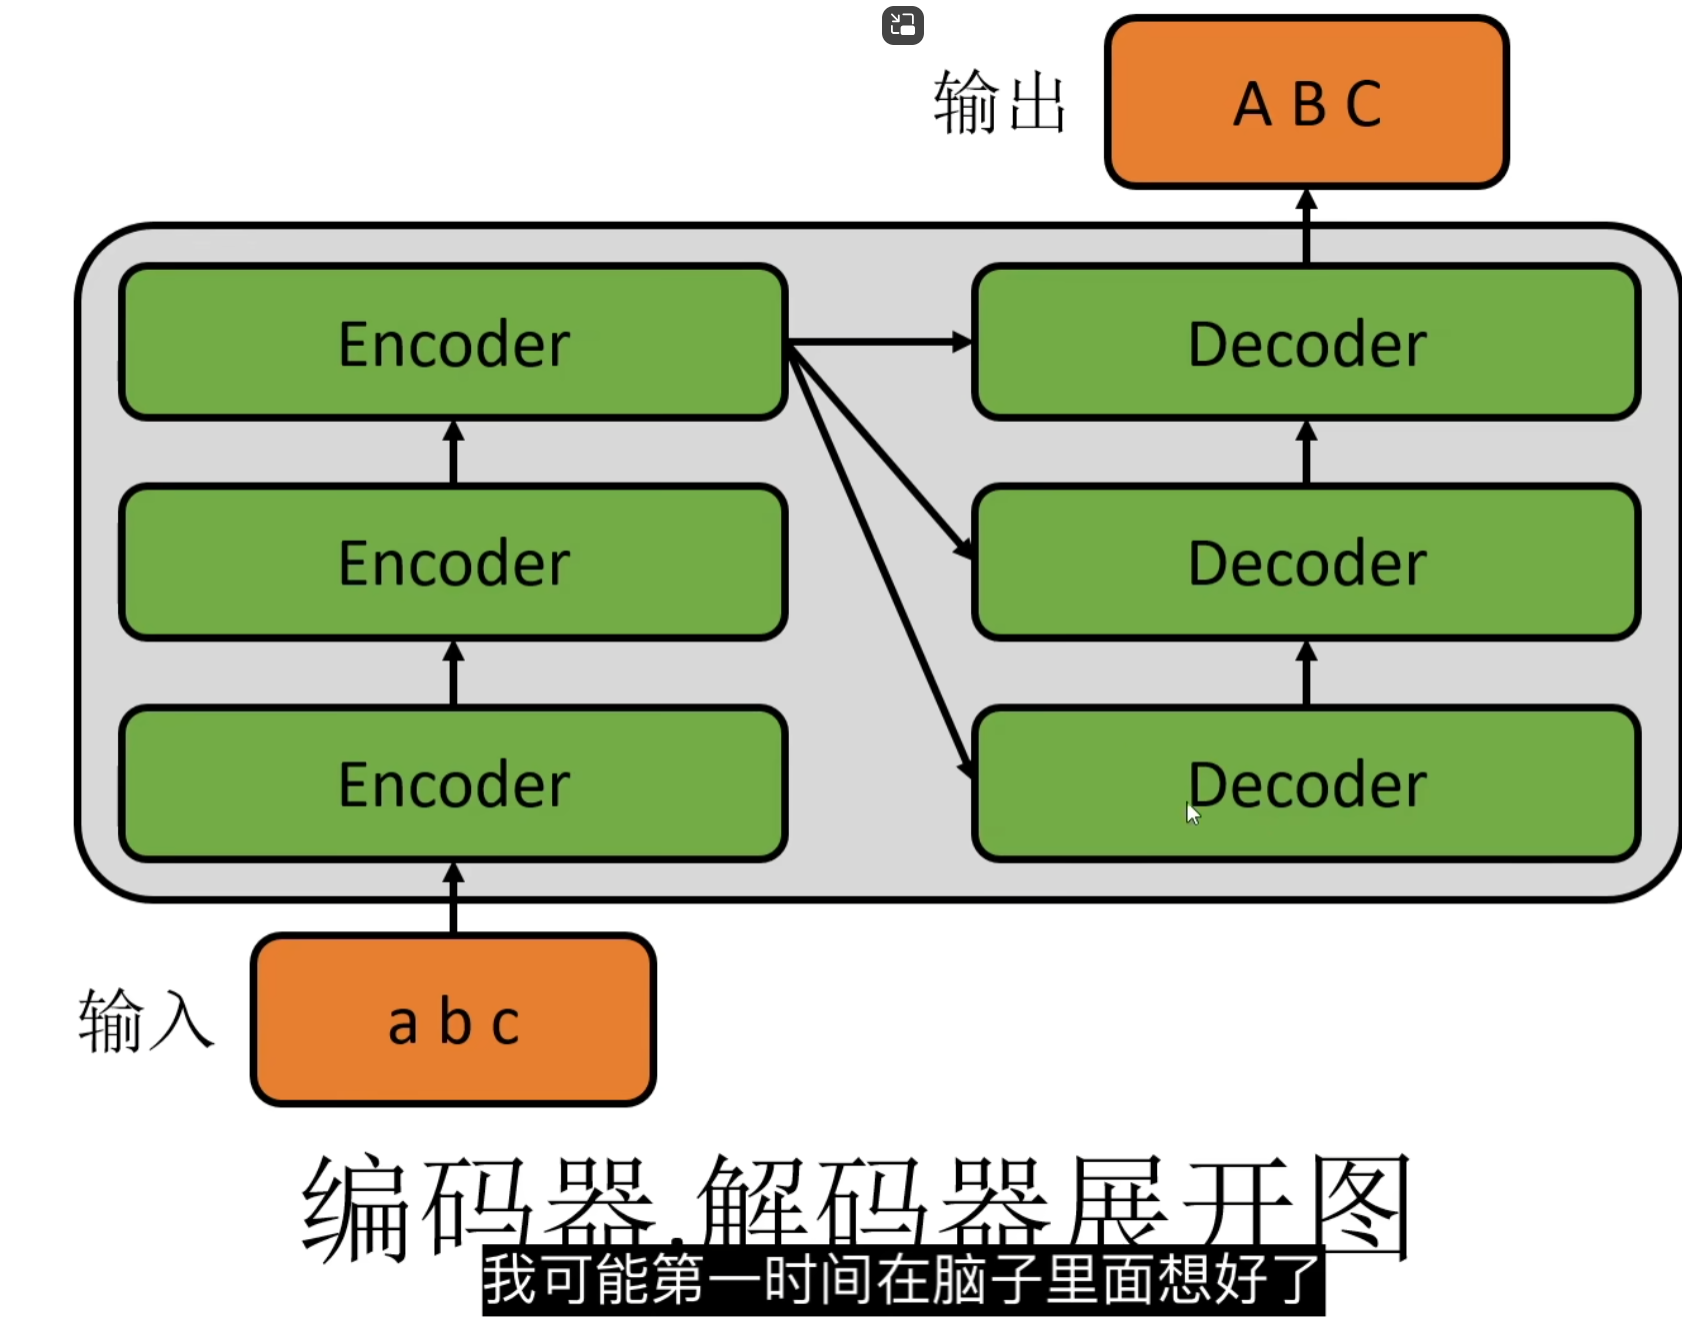 输出
A B C
Encoder
Decoder
Encoder
Decoder
Encoder
Decoder
输入
a b c
编码器.解码器展开图
我可能第一时间在脑子里面想好了